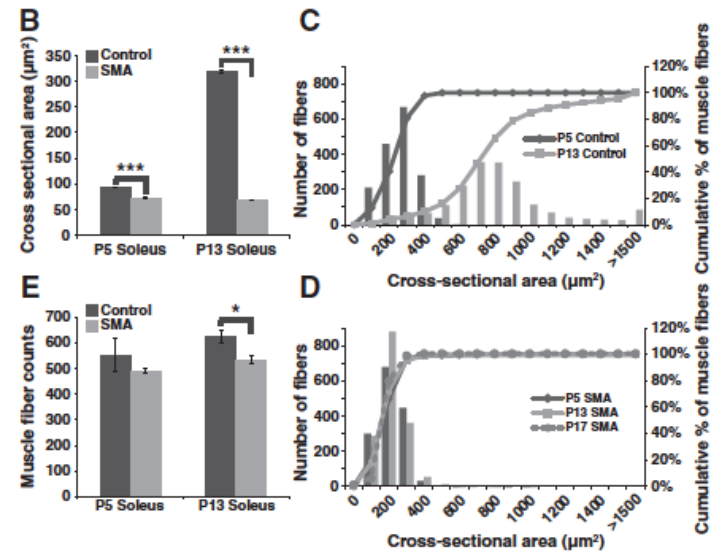 B
Cross sectional area (µm²)
350
300
250
200
150
100
50
0
Control
SMA
***
***
P5 Soleus
P13 Soleus
C
Number of fibers
800
600
400
200
0
120%
100%
80%
60%
40%
20%
0%
Cumulative % of muscle fibers
P5 Control
P13 Control
0
200
400
600
800
1000
1200
1400
>1500
Cross-sectional area (µm²)
E
Muscle fiber counts
700
600
500
400
300
200
100
0
Control
SMA
*
P5 Soleus
P13 Soleus
D
Number of fibers
800
600
400
200
0
120%
100%
80%
60%
40%
20%
0%
Cumulative % of muscle fibers
P5 SMA
P13 SMA
P17 SMA
0
200
400
600
800
1000
1200
1400
>1500
Cross-sectional area (µm²)